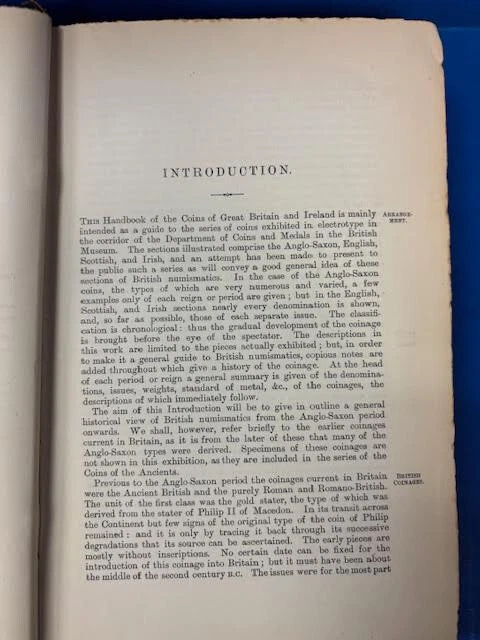 INTRODUCTION.
THIS Handbook of the Coins of Great Britain and Ireland is mainly
intended as a guide to the series of coins exhibited in electrotype in
the corridor of the Department of Coins and Medals in the British
Museum. The sections illustrated comprise the Anglo-Saxon, English,
Scottish, and Irish, and an attempt has been made to present to
the public such a series as will convey a good general idea of these
sections of British numismatics. In the case of the Anglo-Saxon
coins, the types of which are very numerous and varied, a few
examples only of each reign or period are given; but in the English,
Scottish, and Irish sections nearly every denomination is shown,
and, so far as possible, those of each separate issue. The classifi-
cation is chronological: thus the gradual development of the coinage
is brought before the eye of the spectator. The descriptions in
this work are limited to the pieces actually exhibited; but, in order
to make it a general guide to British numismatics, copious notes are
added throughout which give a history of the coinage. At the head
of each period or reign a general summary is given of the denomina-
tions, issues, weights, standard of metal, &c., of the coinages, the
descriptions of which immediately follow.
The aim of this Introduction will be to give in outline a general
historical view of British numismatics from the Anglo-Saxon period
onwards. We shall, however, refer briefly to the earlier coinages
current in Britain, as it is from the later of these that many of the
Anglo-Saxon types were derived. Specimens of these coinages are
not shown in this exhibition, as they are included in the series of the
Coins of the Ancients.
Previous to the Anglo-Saxon period the coinages current in Britain
were the Ancient British and the purely Roman and Romano-British.
The unit of the first class was the gold stater, the type of which was
derived from the stater of Philip II of Macedon. In its transit across
the Continent but few signs of the original type of the coin of Philip
remained: and it is only by tracing it back through its successive
degradations that its source can be ascertained. The early pieces are
mostly without inscriptions. No certain date can be fixed for the
introduction of this coinage into Britain; but it must have been about
the middle of the second century B.C. The issues were for the most part
ARRANGE-
MENT.
BRITISH
COINAGES.